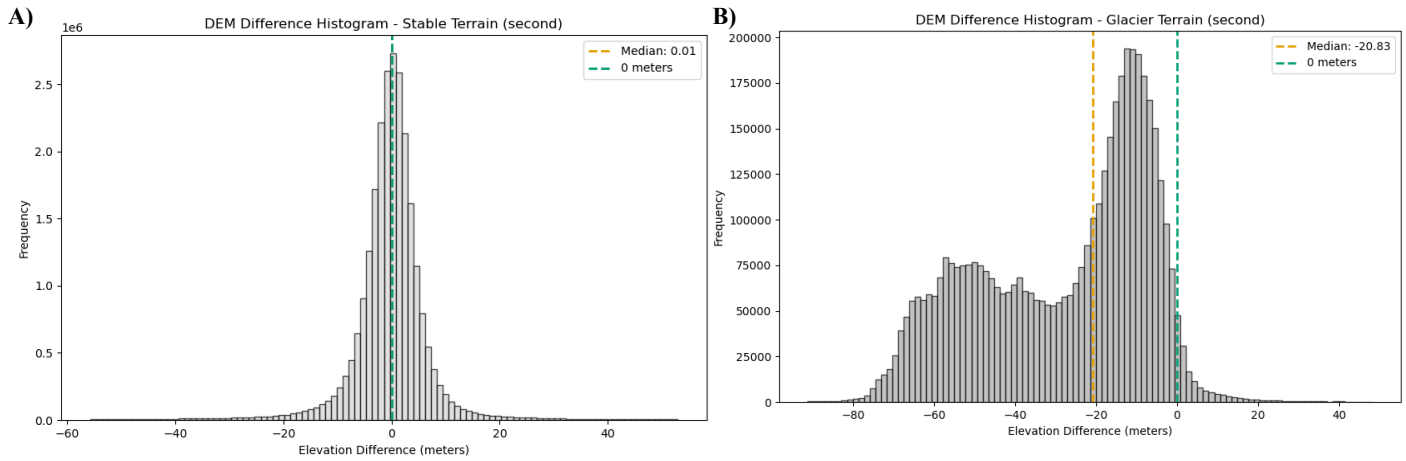 A)
DEM Difference Histogram - Stable Terrain (second)
1e6
Median: 0.01
0 meters
2.5
2.0
1.5
1.0
0.5
0.0
Frequency
−60
−40
−20
0
20
40
Elevation Difference (meters)
B)
DEM Difference Histogram - Glacier Terrain (second)
Median: -20.83
0 meters
200000
175000
150000
125000
100000
75000
50000
25000
0
Frequency
−80
−60
−40
−20
0
20
40
Elevation Difference (meters)